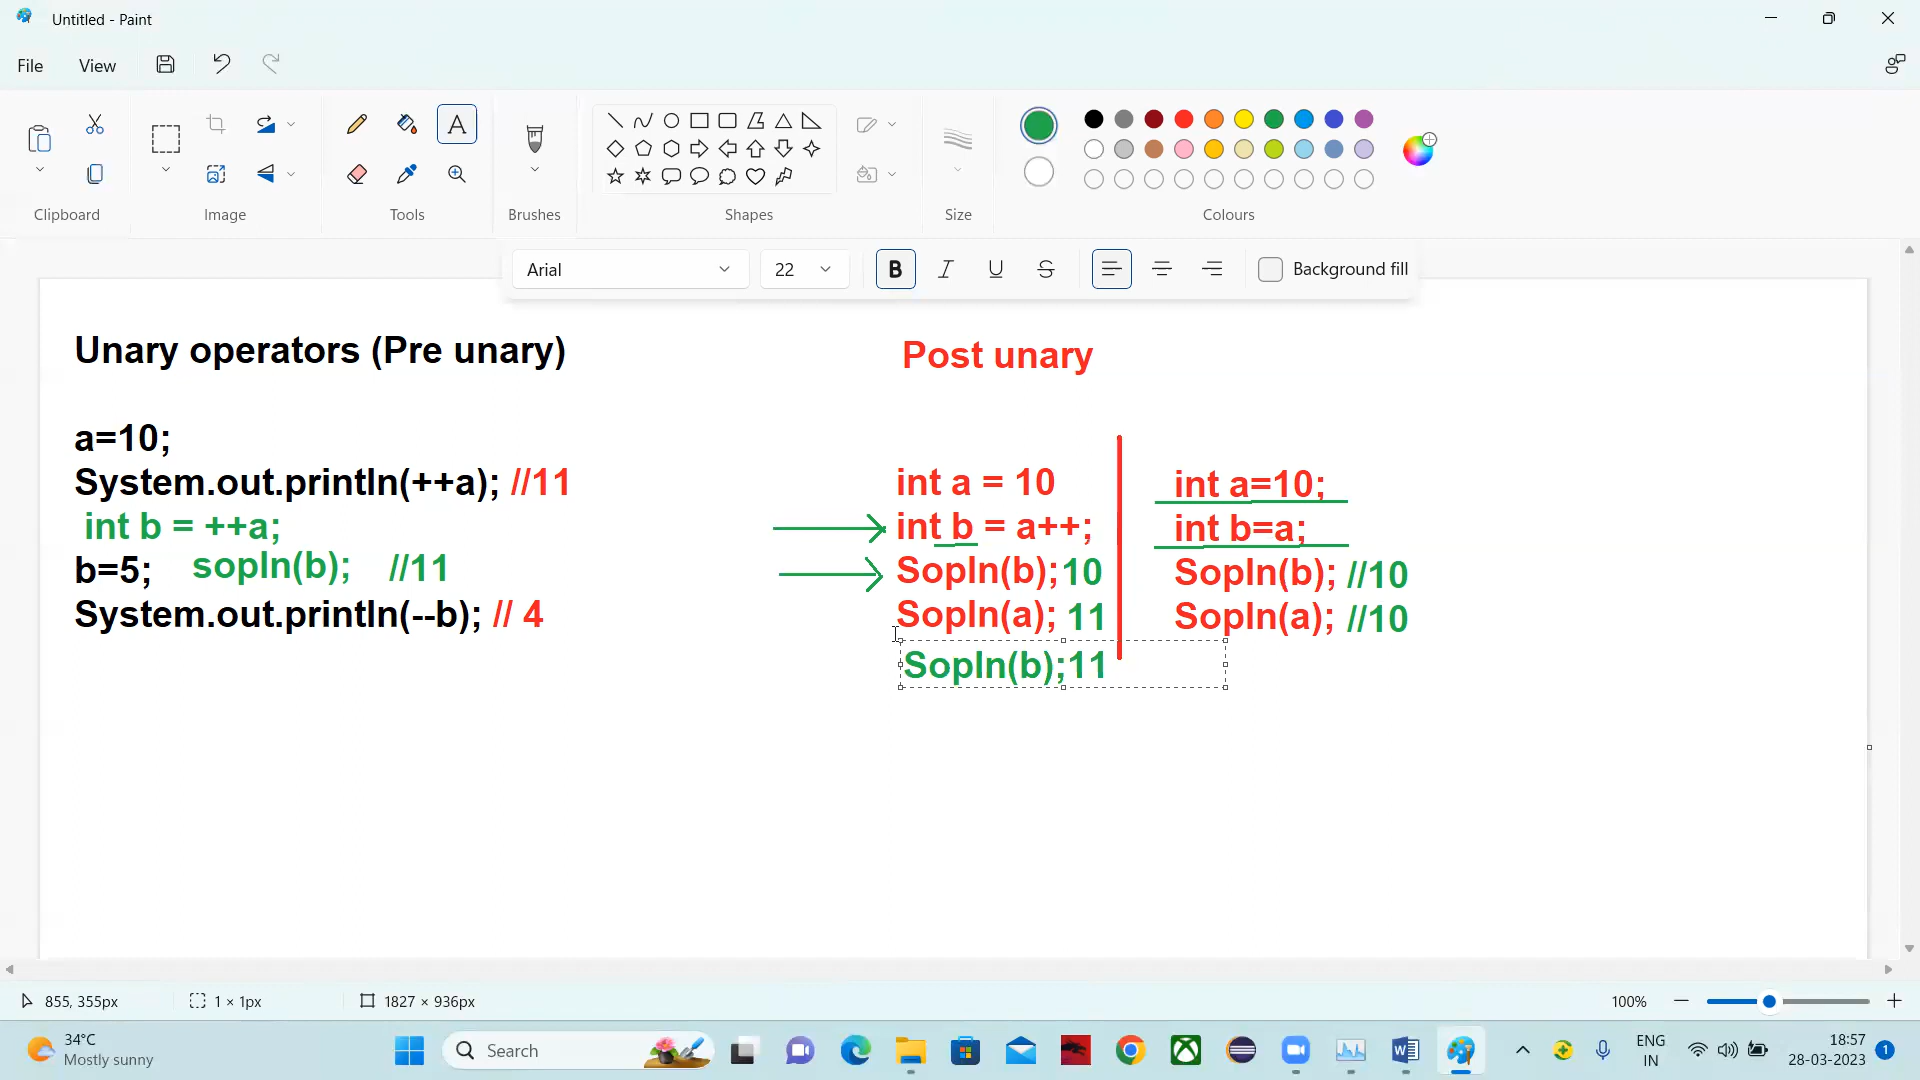 Untitled - Paint
File
View
Clipboard
Image
Tools
Brushes
Shapes
Size
Colours
Arial
22
B
I
U
S
Background fill
Unary operators (Pre unary)
a=10;
System.out.println(++a); //11
int b = ++a;
b=5; sopln(b); //11
System.out.println(--b); // 4
Post unary
int a = 10
int b = a++;
Sopln(b);10
Sopln(a); 11
Sopln(b);11
int a=10;
int b=a;
Sopln(b); //10
Sopln(a); //10
855, 355px
1 × 1px
1827 × 936px
100%
34°C
Mostly sunny
Search
ENG
IN
18:57
28-03-2023
1